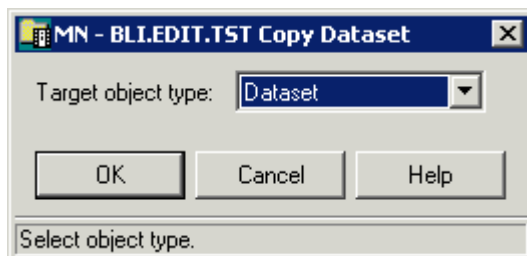 MN - BLI.EDIT.TST Copy Dataset
Target object type: Dataset
OK Cancel Help
Select object type.